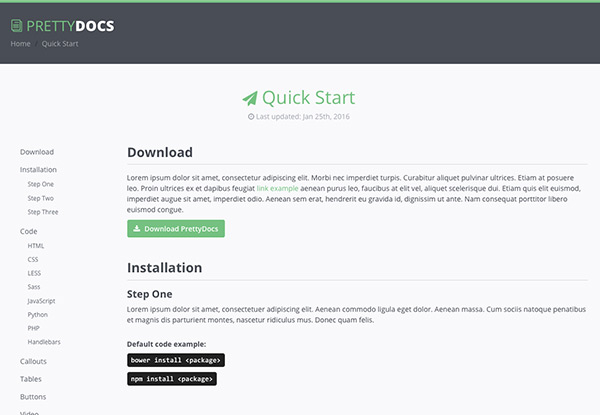 PRETTYDOCS
Home / Quick Start
Quick Start
Last updated: Jan 25th, 2016
Download
Installation
Step One
Step Two
Step Three
Code
HTML
CSS
LESS
Sass
JavaScript
Python
PHP
Handlebars
Callouts
Tables
Buttons
Video
Download
Lorem ipsum dolor sit amet, consectetur adipiscing elit. Morbi nec imperdiet turpis. Curabitur aliquet pulvinar ultrices. Etiam at posuere
leo. Proin ultrices ex et dapibus feugiat link example aenean purus leo, faucibus at elit vel, aliquet scelerisque dui. Etiam quis elit euismod,
imperdiet augue sit amet, imperdiet odio. Aenean sem erat, hendrerit eu gravida id, dignissim ut ante. Nam consequat porttitor libero
euismod congue.
Download PrettyDocs
Installation
Step One
Lorem ipsum dolor sit amet, consectetuer adipiscing elit. Aenean commodo ligula eget dolor. Aenean massa. Cum sociis natoque penatibus
et magnis dis parturient montes, nascetur ridiculus mus. Donec quam felis.
Default code example:
bower install <package>
npm install <package>